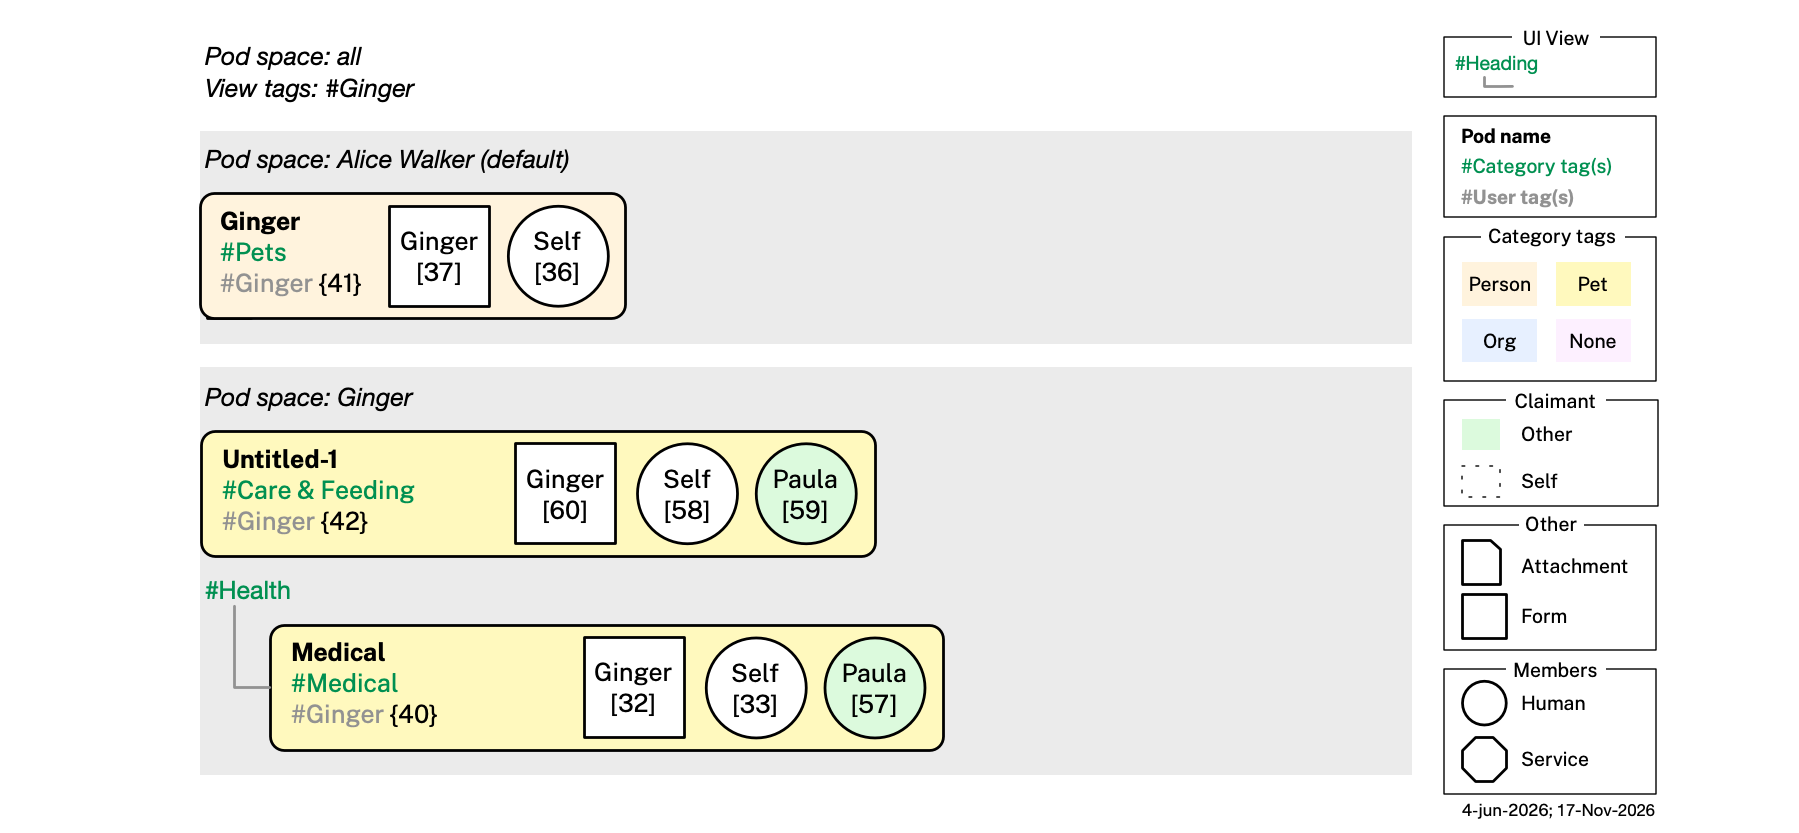 Pod space: all
View tags: #Ginger
Pod space: Alice Walker (default)
Ginger
#Pets
#Ginger {41}
Ginger
[37]
Self
[36]
Pod space: Ginger
Untitled-1
#Care & Feeding
#Ginger {42}
Ginger
[60]
Self
[58]
Paula
[59]
#Health
Medical
#Medical
#Ginger {40}
Ginger
[32]
Self
[33]
Paula
[57]
UI View
#Heading
Pod name
#Category tag(s)
#User tag(s)
Category tags
Person
Pet
Org
None
Claimant
Other
Self
Other
Attachment
Form
Members
Human
Service
4-jun-2026; 17-Nov-2026